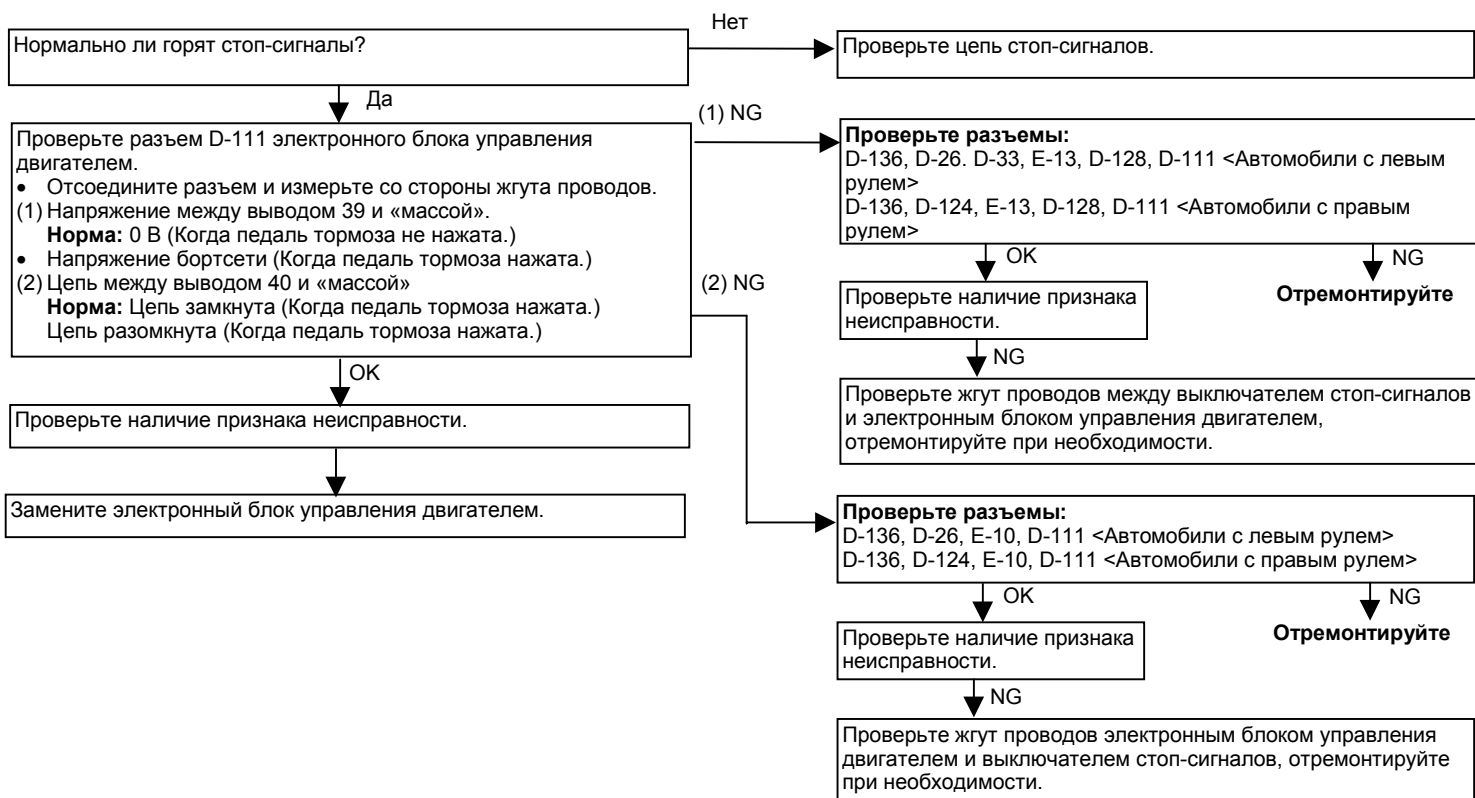 Нет
Нормально ли горят стоп-сигналы?
Проверьте цепь стоп-сигналов.
Да
(1) NG
Проверьте разъем D-111 электронного блока управления
двигателем.
• Отсоедините разъем и измерьте со стороны жгута проводов.
(1) Напряжение между выводом 39 и «массой».
Норма: 0 В (Когда педаль тормоза не нажата.)
• Напряжение бортсети (Когда педаль тормоза нажата.)
(2) Цепь между выводом 40 и «массой»
Норма: Цепь замкнута (Когда педаль тормоза нажата.)
Цепь разомкнута (Когда педаль тормоза нажата.)
Проверьте разъемы:
D-136, D-26. D-33, E-13, D-128, D-111 <Автомобили с левым
рулем>
D-136, D-124, E-13, D-128, D-111 <Автомобили с правым
рулем>
OK
NG
(2) NG
Проверьте наличие признака
неисправности.
Отремонтируйте
NG
Проверьте жгут проводов между выключателем стоп-сигналов
и электронным блоком управления двигателем,
отремонтируйте при необходимости.
OK
Проверьте наличие признака неисправности.
Замените электронный блок управления двигателем.
Проверьте разъемы:
D-136, D-26, E-10, D-111 <Автомобили с левым рулем>
D-136, D-124, E-10, D-111 <Автомобили с правым рулем>
OK
NG
Проверьте наличие признака
неисправности.
Отремонтируйте
NG
Проверьте жгут проводов электронным блоком управления
двигателем и выключателем стоп-сигналов, отремонтируйте
при необходимости.